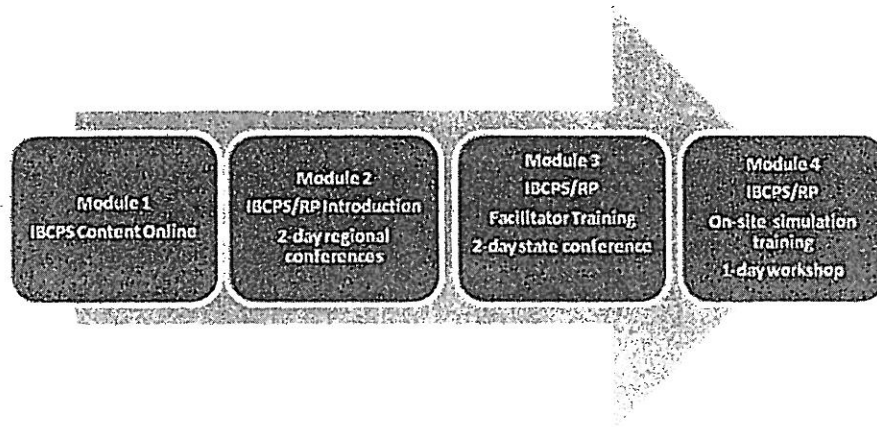 Module 1
IBCPS Content Online
Module 2
IBCPS/RP Introduction
2-day regional
conferences
Module 3
IBCPS/RP
Facilitator Training
2-day state conference
Module 4
IBCPS/RP
On-site simulation
training
1-day workshop